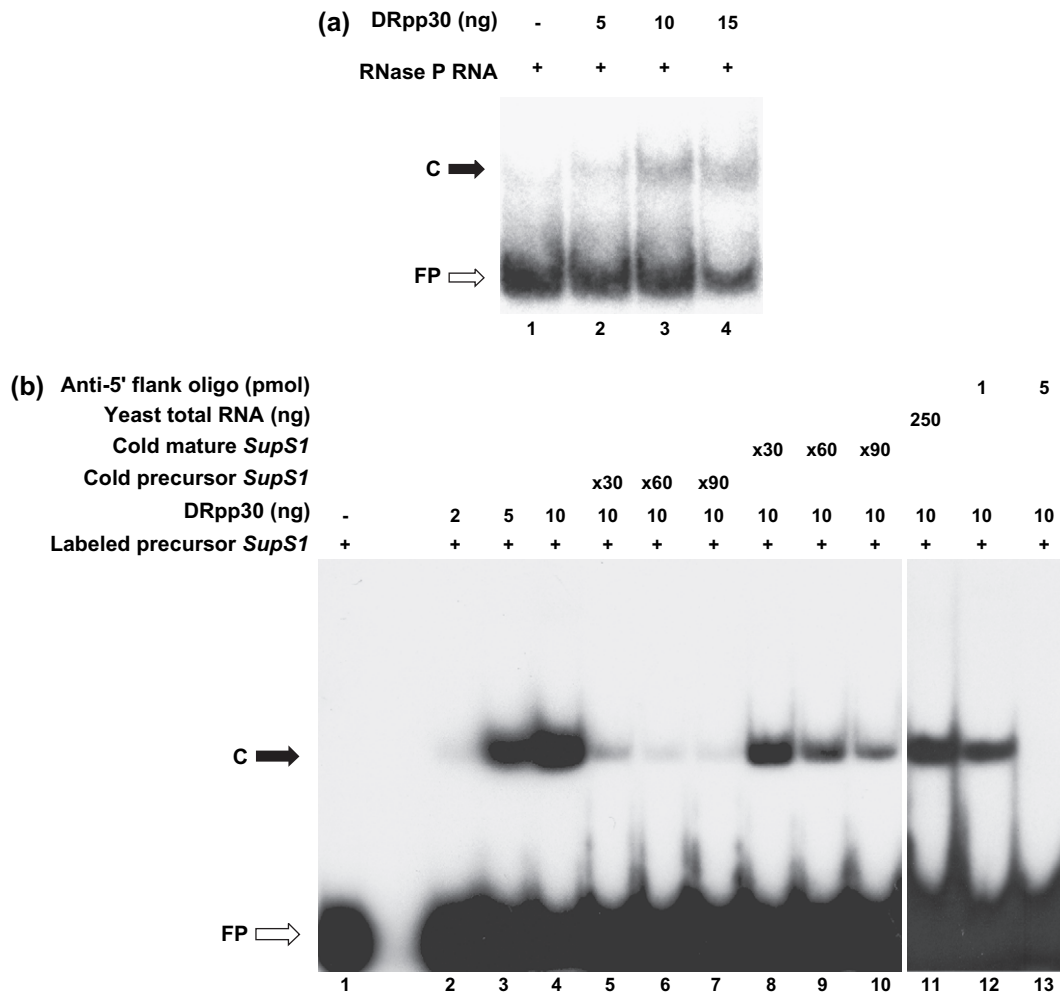 (a) DRpp30 (ng) - 5 10 15
RNase P RNA + + + +
C
FP
1 2 3 4
(b) Anti-5' flank oligo (pmol) 1 5
Yeast total RNA (ng) 250
Cold mature SupS1 x30 x60 x90
Cold precursor SupS1 x30 x60 x90
DRpp30 (ng) - 2 5 10 10 10 10 10 10 10 10 10 10
Labeled precursor SupS1 + + + + + + + + + + + + +
C
FP
1 2 3 4 5 6 7 8 9 10 11 12 13